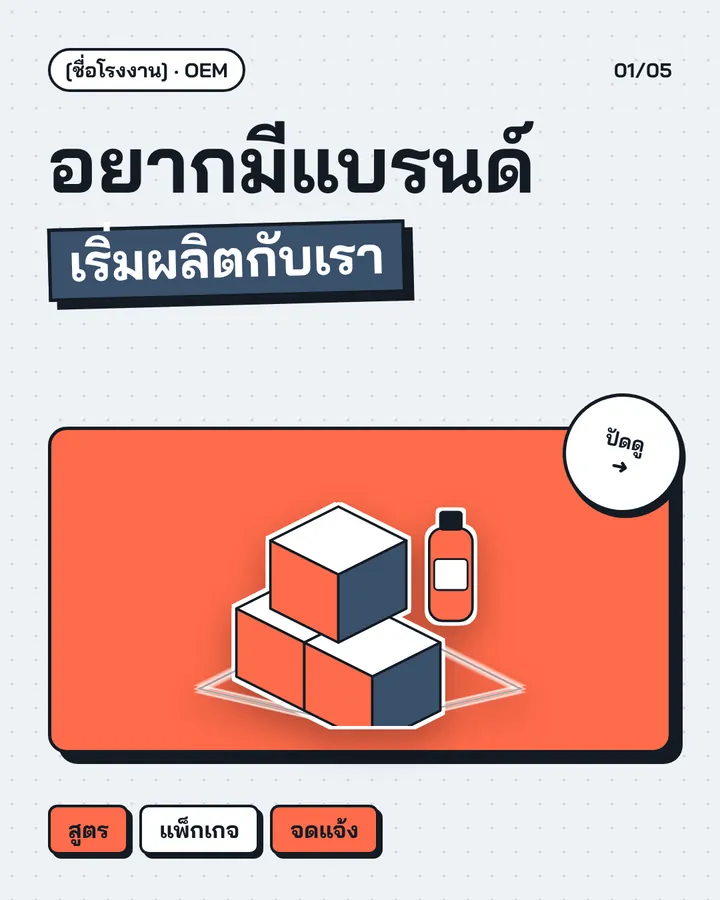 [ชื่อโรงงาน] · OEM
01/05
อยากมีแบรนด์
เริ่มผลิตกับเรา
ปัดดู
→
สูตร
แพ็กเกจ
จดแจ้ง